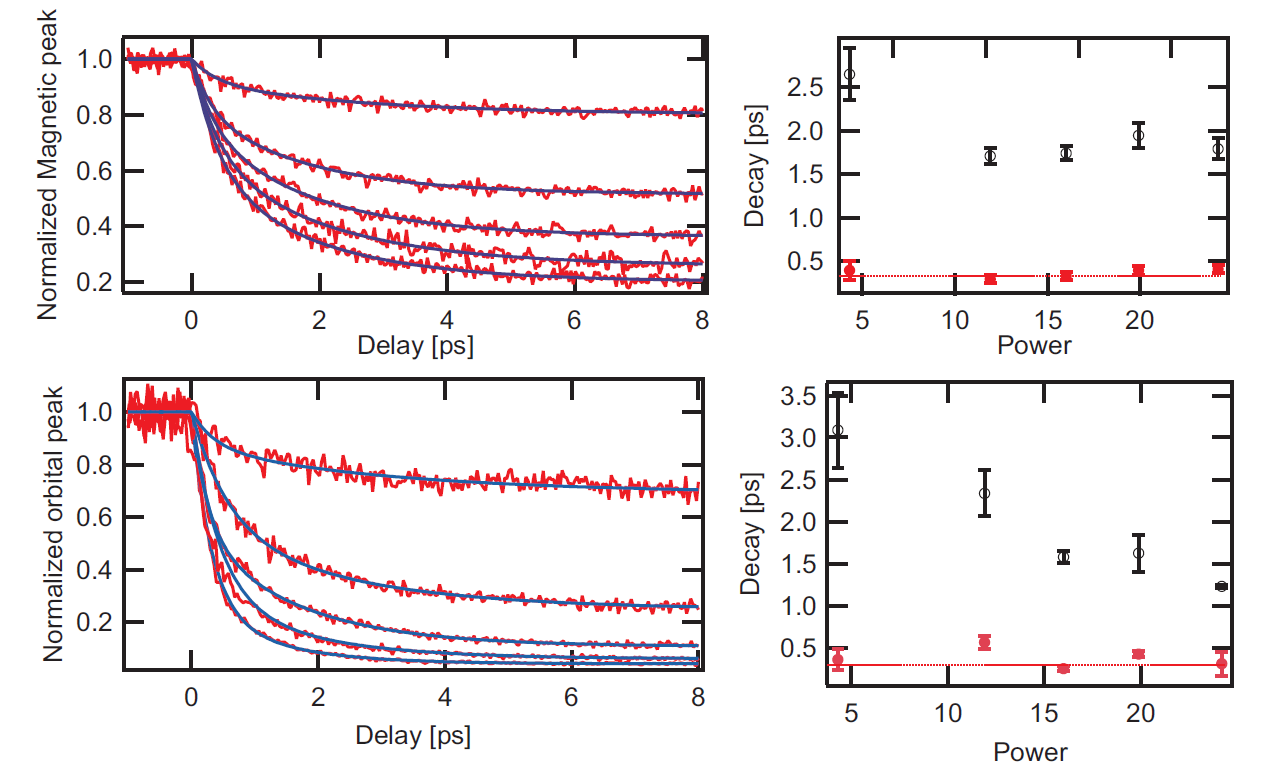 Normalized Magnetic peak
1.0
0.8
0.6
0.4
0.2
0 2 4 6 8
Delay [ps]
Decay [ps]
2.5
2.0
1.5
1.0
0.5
5 10 15 20
Power
Normalized orbital peak
1.0
0.8
0.6
0.4
0.2
0 2 4 6 8
Delay [ps]
Decay [ps]
3.5
3.0
2.5
2.0
1.5
1.0
0.5
5 10 15 20
Power